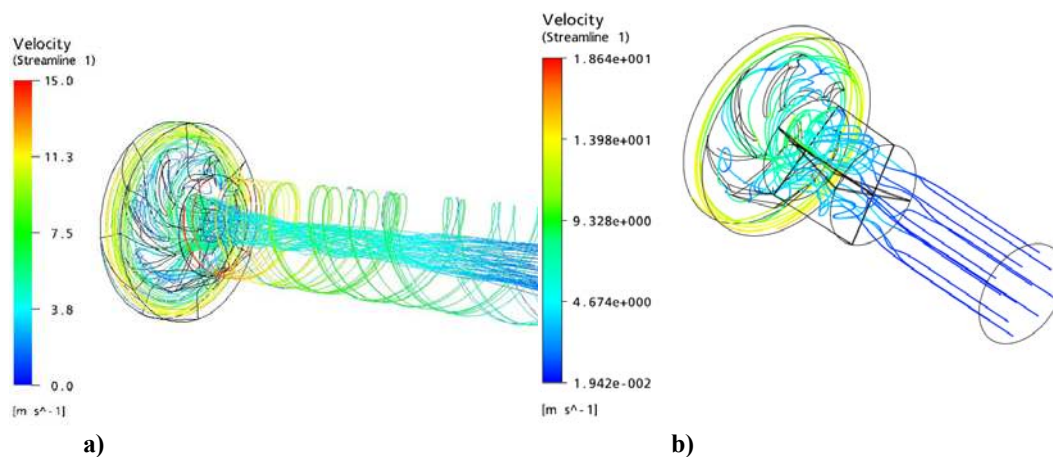 Velocity
(Streamline 1)
15.0
11.3
7.5
3.8
0.0
[m s^-1]
a)
Velocity
(Streamline 1)
1.864e+001
1.398e+001
9.328e+000
4.674e+000
1.942e-002
[m s^-1]
b)